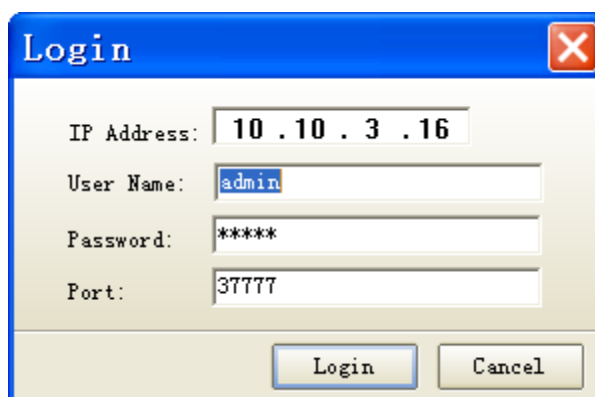 Login
IP Address: 10 . 10 . 3 . 16
User Name: admin
Password: *****
Port: 37777
Login Cancel